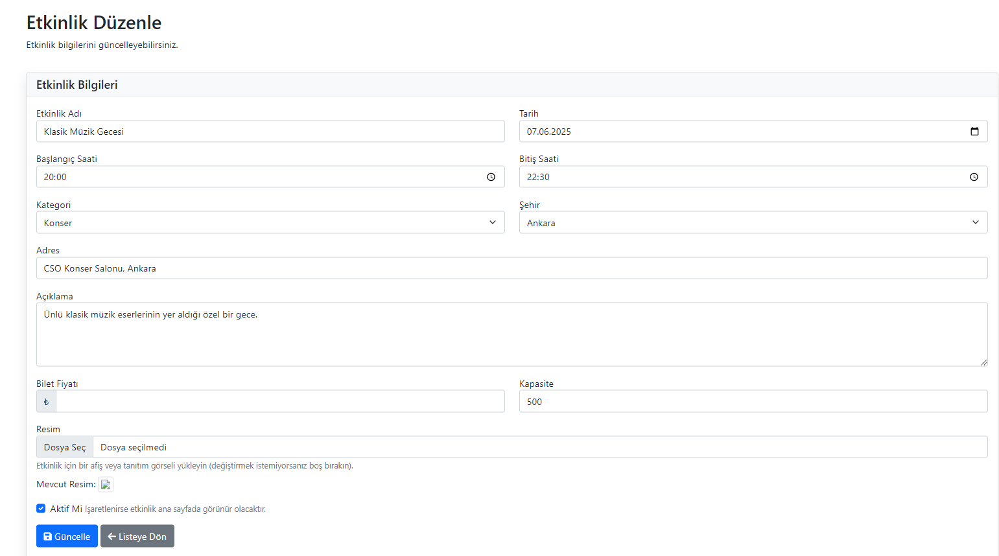 Etkinlik Düzenle
Etkinlik bilgilerini güncelleyebilirsiniz.
Etkinlik Bilgileri
Etkinlik Adı
Klasik Müzik Gecesi
Tarih
07.06.2025
Başlangıç Saati
20:00
Bitiş Saati
22:30
Kategori
Konser
Şehir
Ankara
Adres
CSO Konser Salonu, Ankara
Açıklama
Ünlü klasik müzik eserlerinin yer aldığı özel bir gece.
Bilet Fiyatı
₺
Kapasite
500
Resim
Dosya Seç Dosya seçilmedi
Etkinlik için bir afiş veya tanıtım görseli yükleyin (değiştirmek istemiyorsanız boş bırakın).
Mevcut Resim:
Aktif Mi İşaretlenirse etkinlik ana sayfada görünür olacaktır.
Güncelle Listeye Dön